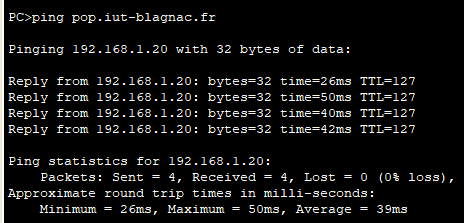 PC>ping pop.iut-blagnac.fr
Pinging 192.168.1.20 with 32 bytes of data:
Reply from 192.168.1.20: bytes=32 time=26ms TTL=127
Reply from 192.168.1.20: bytes=32 time=50ms TTL=127
Reply from 192.168.1.20: bytes=32 time=40ms TTL=127
Reply from 192.168.1.20: bytes=32 time=42ms TTL=127
Ping statistics for 192.168.1.20:
    Packets: Sent = 4, Received = 4, Lost = 0 (0% loss),
Approximate round trip times in milli-seconds:
    Minimum = 26ms, Maximum = 50ms, Average = 39ms